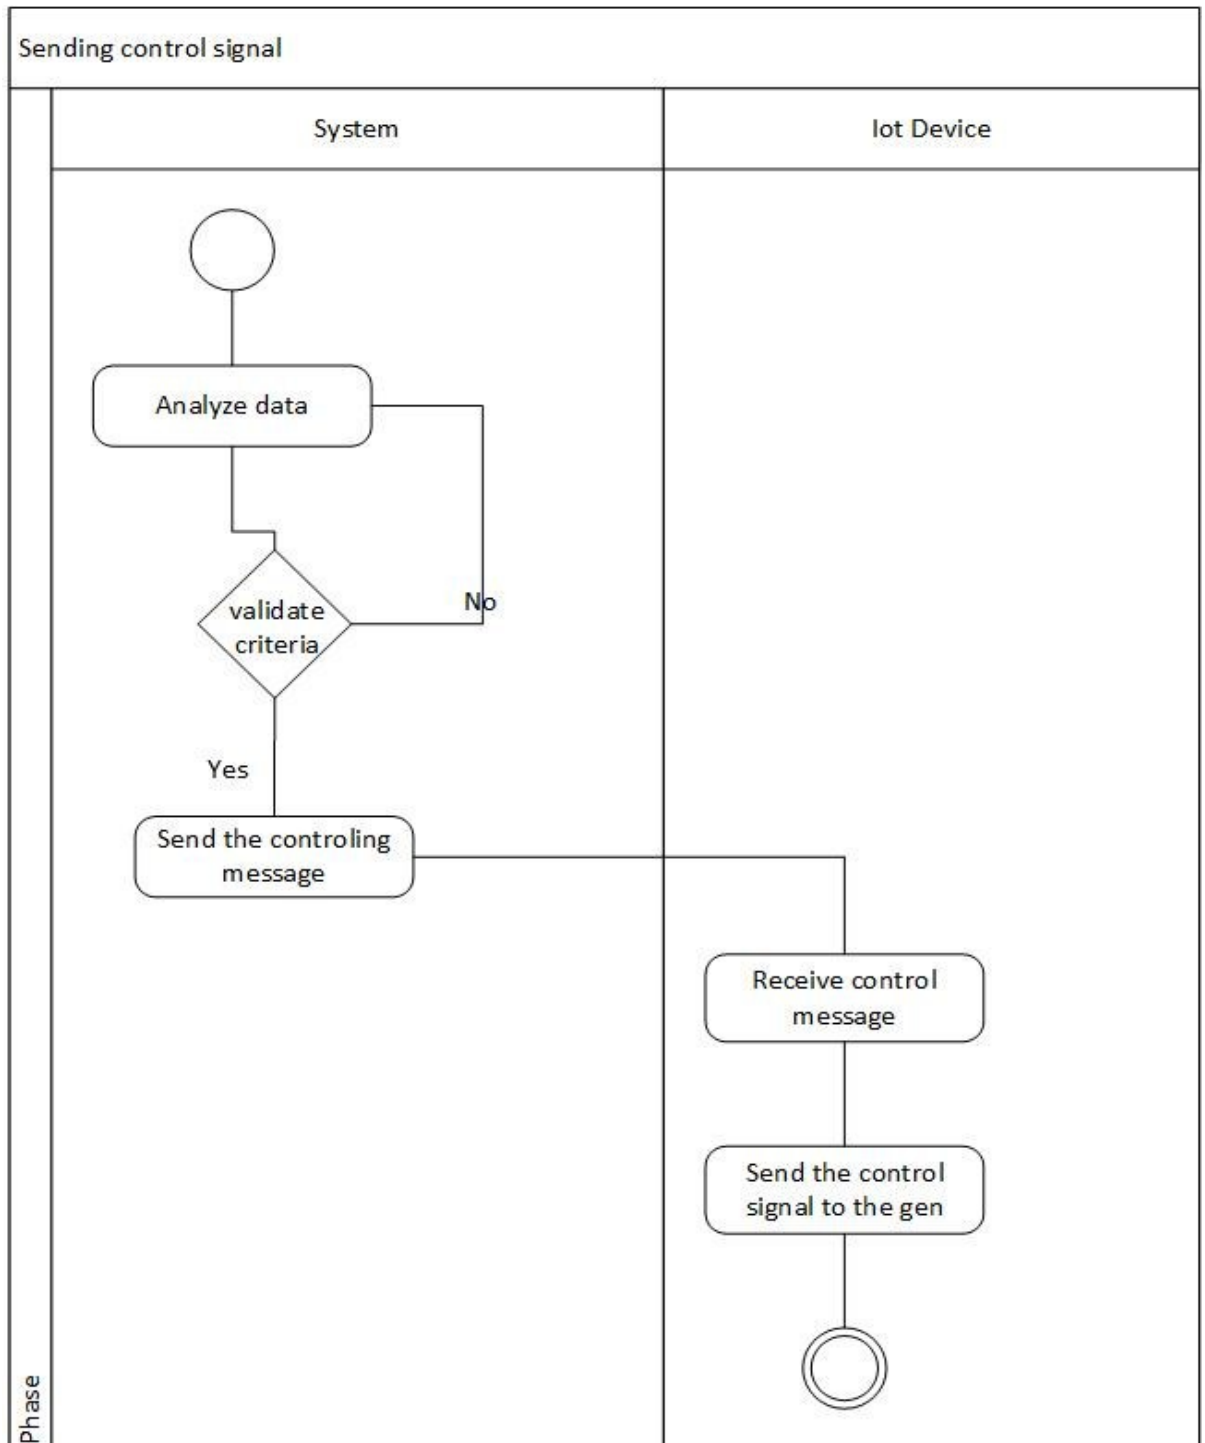 Sending control signal
System
Iot Device
Analyze data
validate
criteria
No
Yes
Send the controling
message
Receive control
message
Send the control
signal to the gen
Phase